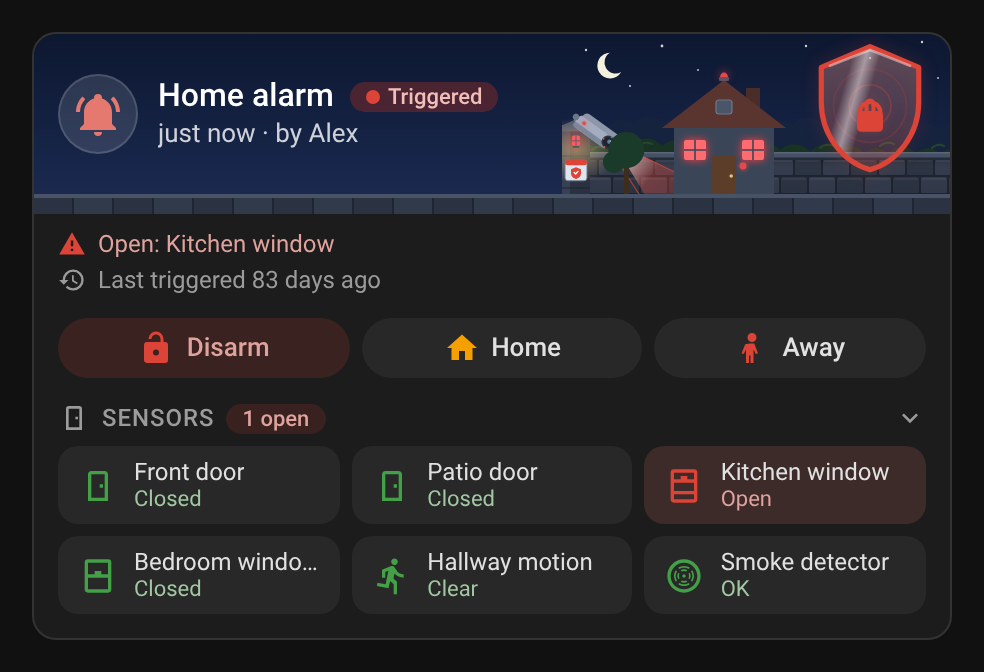 Home alarm
Triggered
just now · by Alex
Open: Kitchen window
Last triggered 83 days ago
Disarm
Home
Away
SENSORS
1 open
Front door
Closed
Patio door
Closed
Kitchen window
Open
Bedroom windo...
Closed
Hallway motion
Clear
Smoke detector
OK